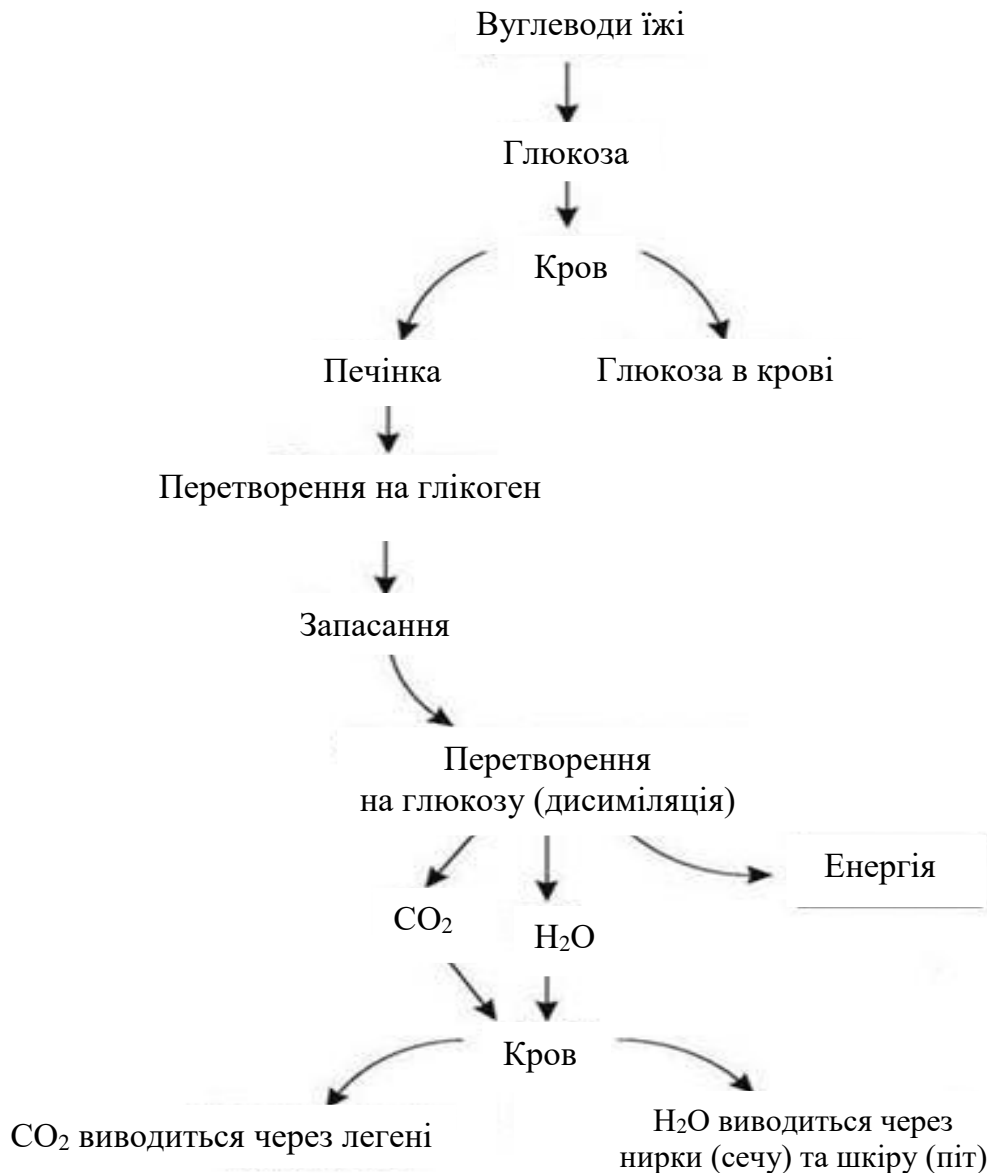 Вуглеводи їжі
Глюкоза
Кров
Печінка
Глюкоза в крові
Перетворення на глікоген
Запасання
Перетворення
на глюкозу (дисиміляція)
Енергія
CO₂
H₂O
Кров
CO₂ виводиться через легені
H₂O виводиться через
нирки (сечу) та шкіру (піт)